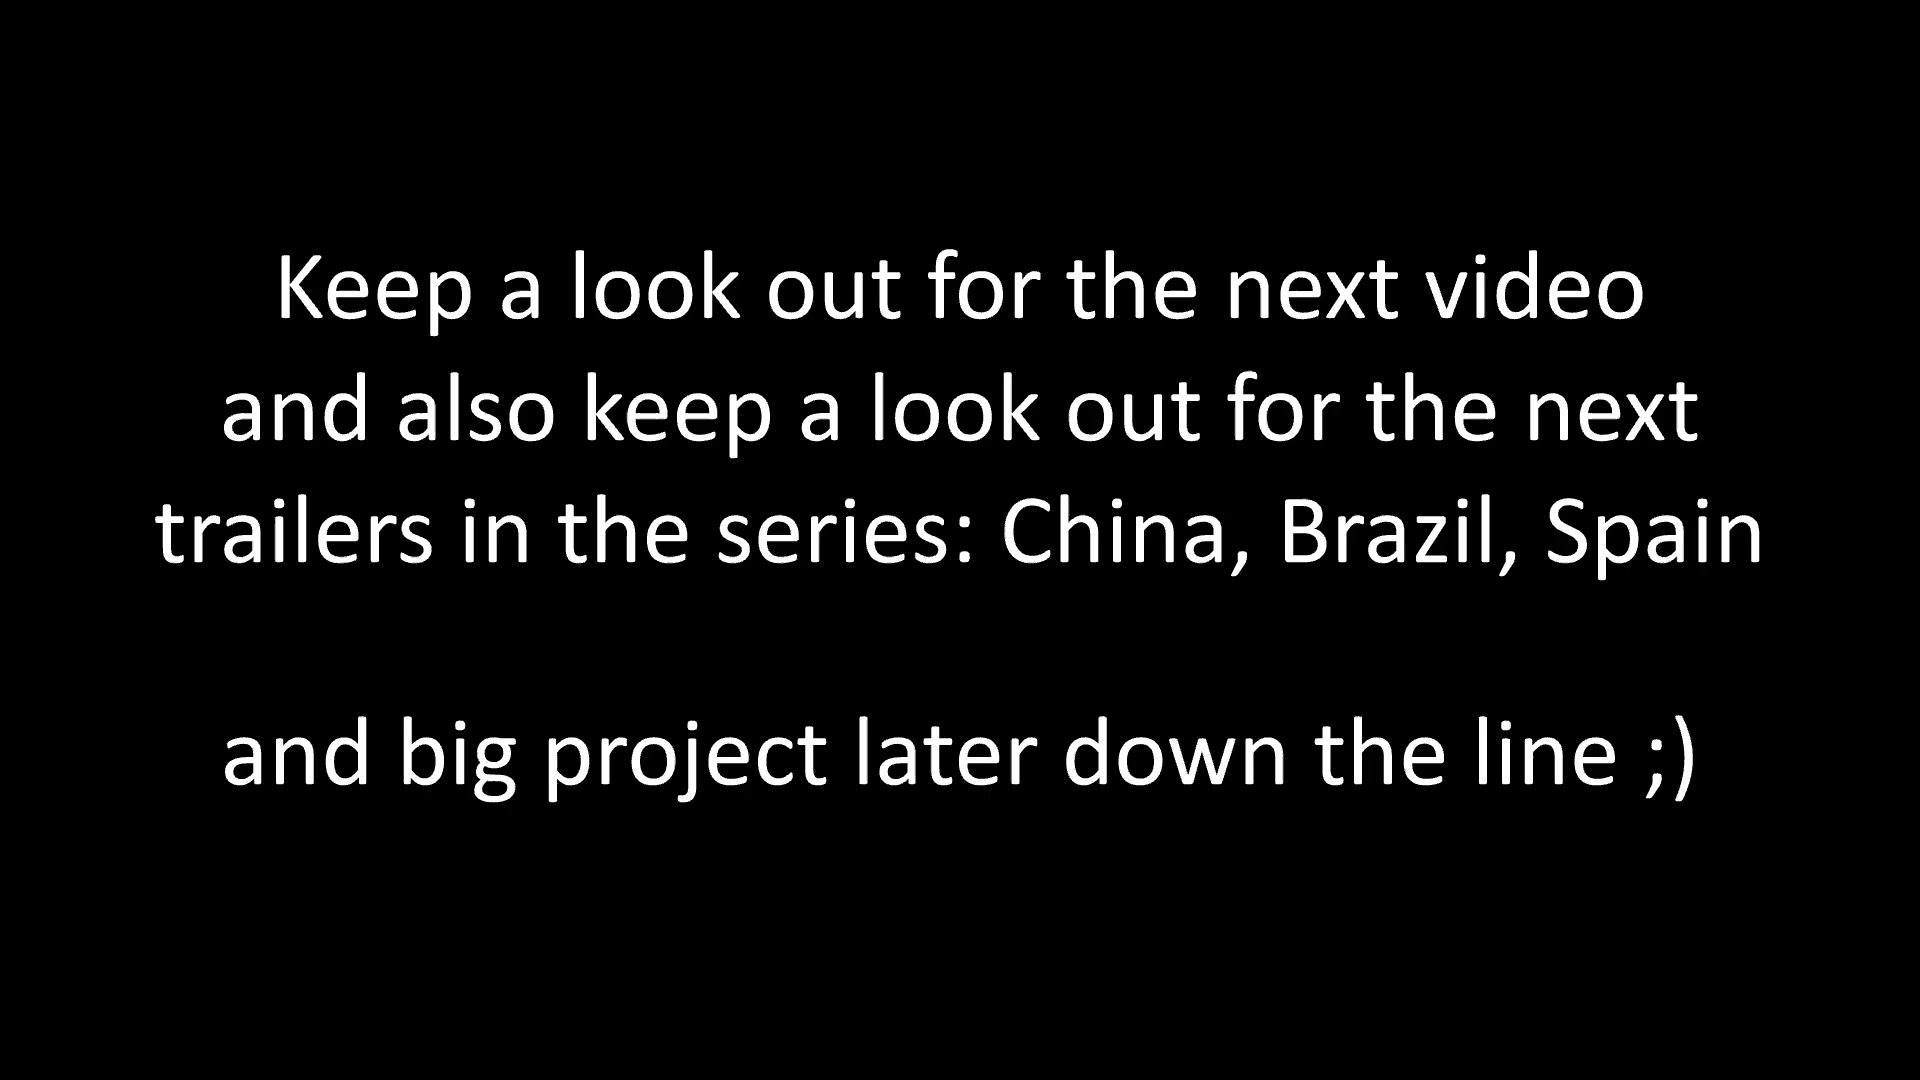 Keep a look out for the next video
and also keep a look out for the next
trailers in the series: China, Brazil, Spain
and big project later down the line ;)